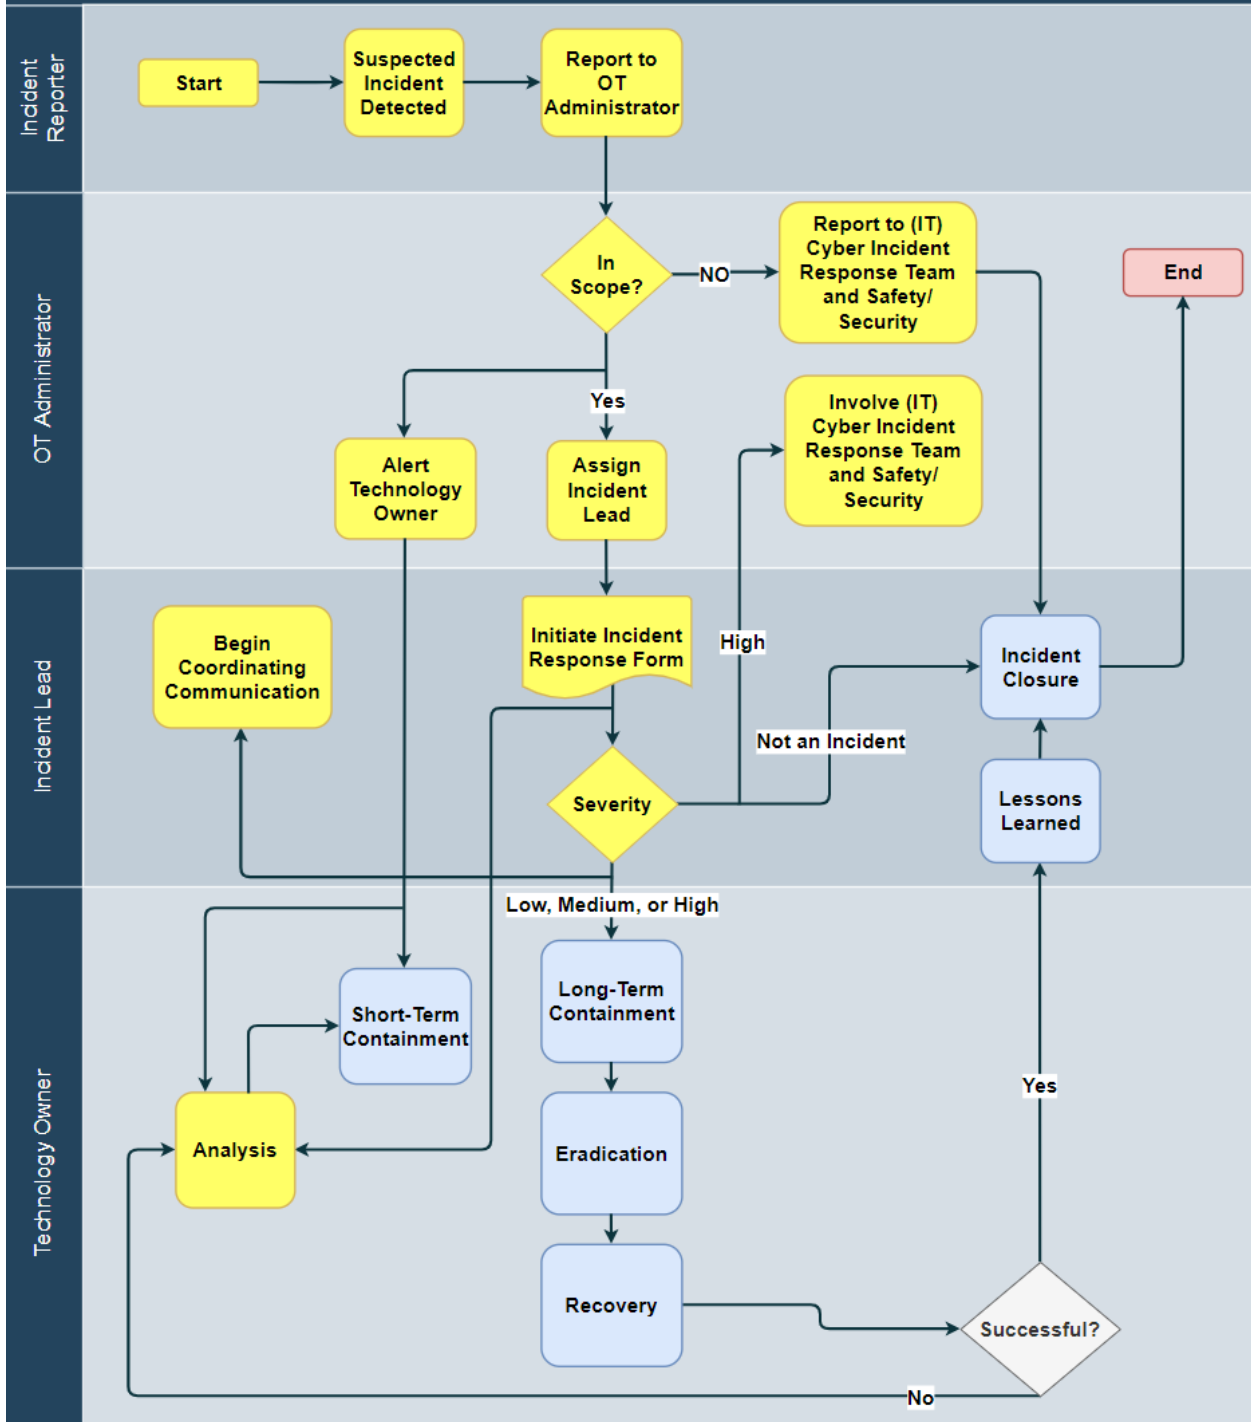 Incident
Reporter
Start
Suspected
Incident
Detected
Report to
OT
Administrator
OT Administrator
In
Scope?
NO
Report to (IT)
Cyber Incident
Response Team
and Safety/
Security
End
Yes
Involve (IT)
Cyber Incident
Response Team
and Safety/
Security
Alert
Technology
Owner
Assign
Incident
Lead
Incident Lead
Begin
Coordinating
Communication
Initiate Incident
Response Form
High
Incident
Closure
Not an Incident
Severity
Lessons
Learned
Technology Owner
Low, Medium, or High
Short-Term
Containment
Long-Term
Containment
Yes
Analysis
Eradication
Recovery
Successful?
No